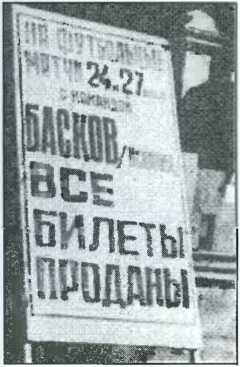 НА ФУТБОЛЬНЫЕ
МАТЧИ 24.27
С КОМАНДОЙ
БАСКОВ
ВСЕ
БИЛЕТЫ
ПРОДАНЫ